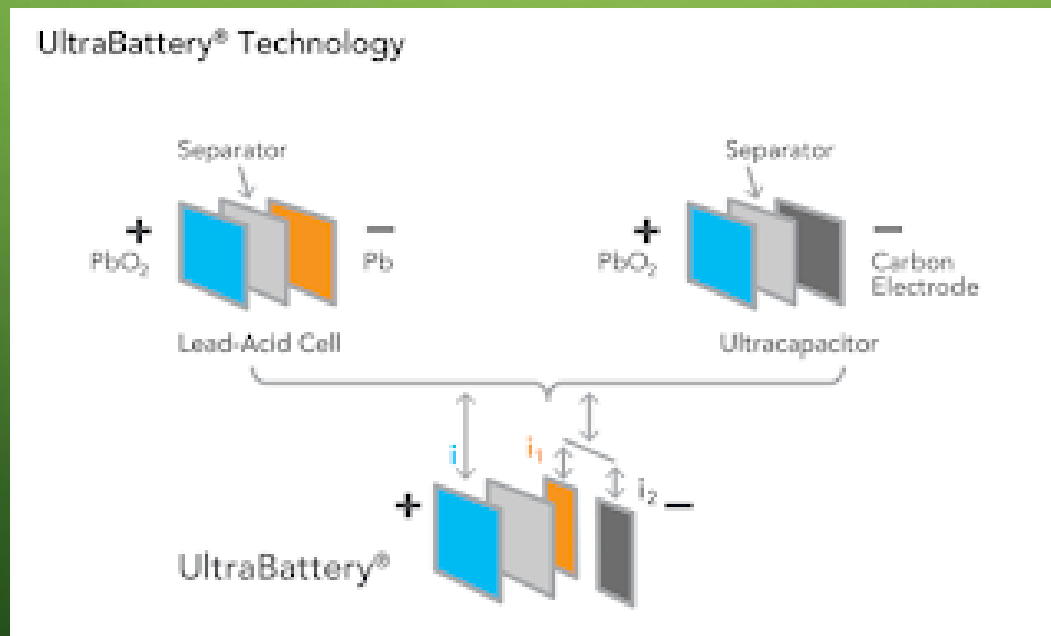 UltraBattery® Technology
Separator
Separator
+
−
+
−
PbO₂
Pb
PbO₂
Carbon
Electrode
Lead-Acid Cell
Ultracapacitor
i
i₁
i₂
+
−
UltraBattery®